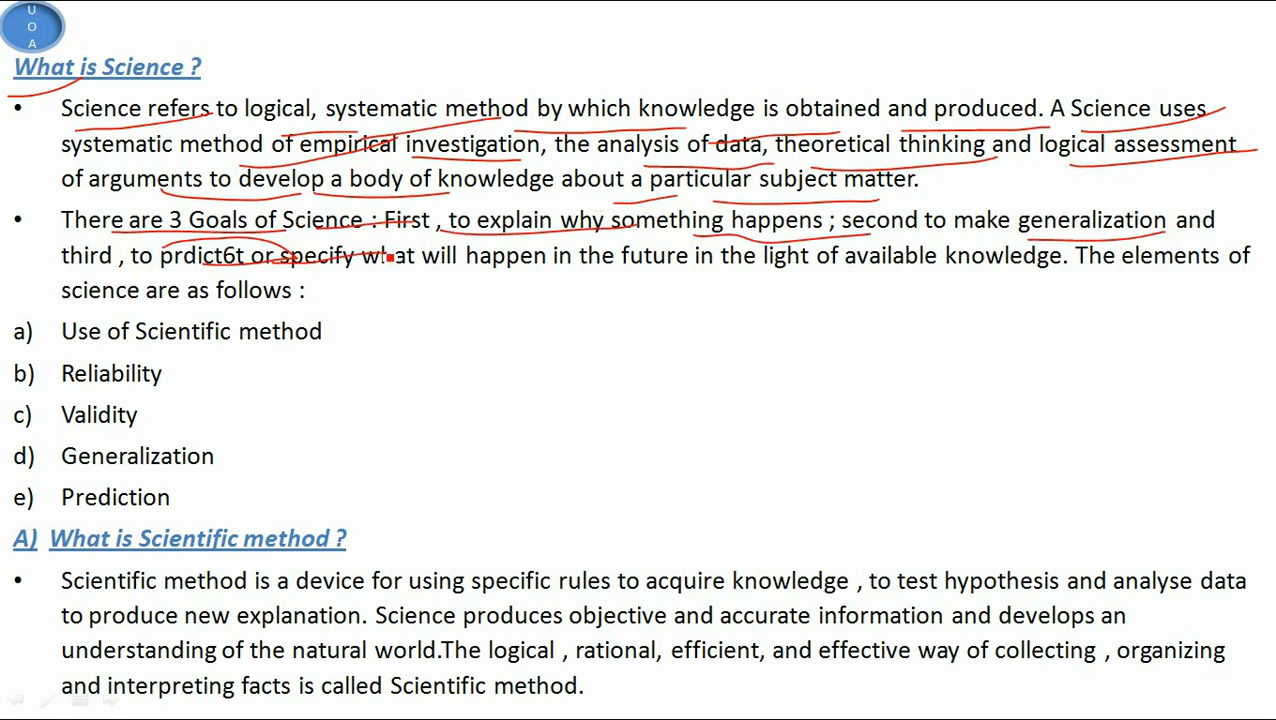 U
O
A
What is Science ?
• Science refers to logical, systematic method by which knowledge is obtained and produced. A Science uses
systematic method of empirical investigation, the analysis of data, theoretical thinking and logical assessment
of arguments to develop a body of knowledge about a particular subject matter.
• There are 3 Goals of Science : First , to explain why something happens ; second to make generalization and
third , to prdict6t or specify what will happen in the future in the light of available knowledge. The elements of
science are as follows :
a) Use of Scientific method
b) Reliability
c) Validity
d) Generalization
e) Prediction
A) What is Scientific method ?
• Scientific method is a device for using specific rules to acquire knowledge , to test hypothesis and analyse data
to produce new explanation. Science produces objective and accurate information and develops an
understanding of the natural world.The logical , rational, efficient, and effective way of collecting , organizing
and interpreting facts is called Scientific method.